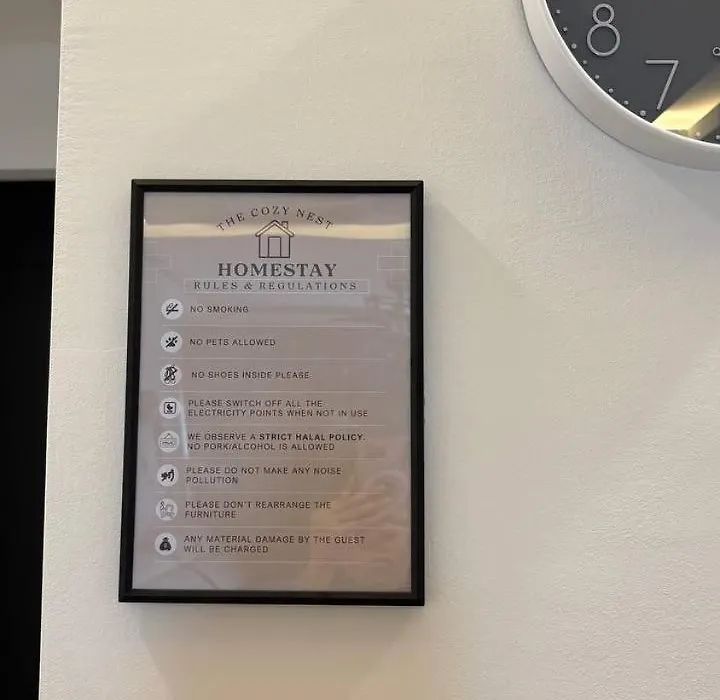 8
7
THE COZY NEST
HOMESTAY
RULES & REGULATIONS
NO SMOKING
NO PETS ALLOWED
NO SHOES INSIDE PLEASE
PLEASE SWITCH OFF ALL THE
ELECTRICITY POINTS WHEN NOT IN USE
WE OBSERVE A STRICT HALAL POLICY.
NO PORK/ALCOHOL IS ALLOWED
PLEASE DO NOT MAKE ANY NOISE
POLLUTION
PLEASE DON'T REARRANGE THE
FURNITURE
ANY MATERIAL DAMAGE BY THE GUEST
WILL BE CHARGED